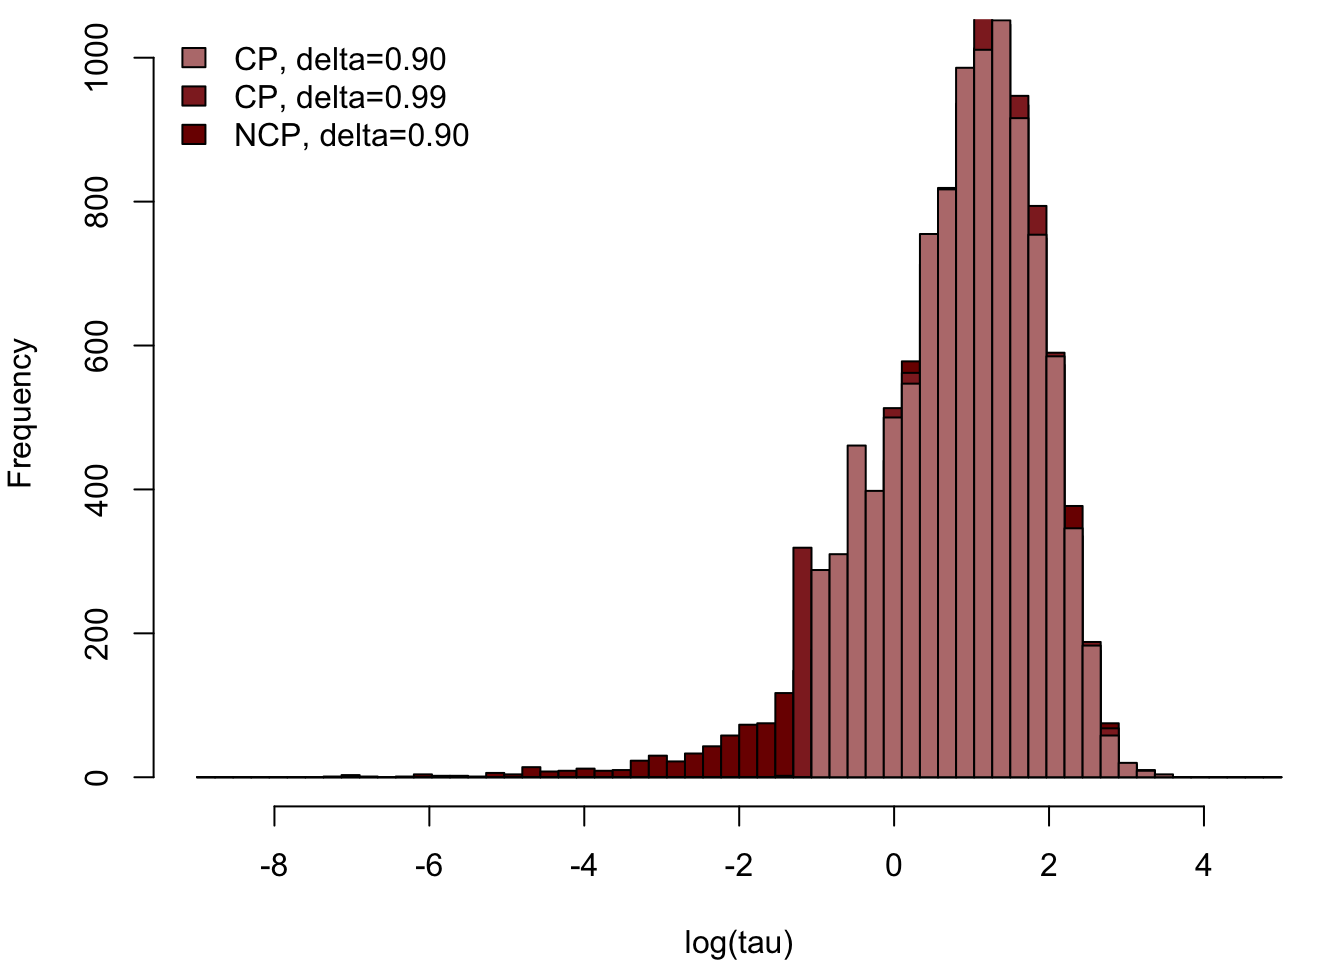 CP, delta=0.90
CP, delta=0.99
NCP, delta=0.90
Frequency
1000
800
600
400
200
0
-8 -6 -4 -2 0 2 4
log(tau)